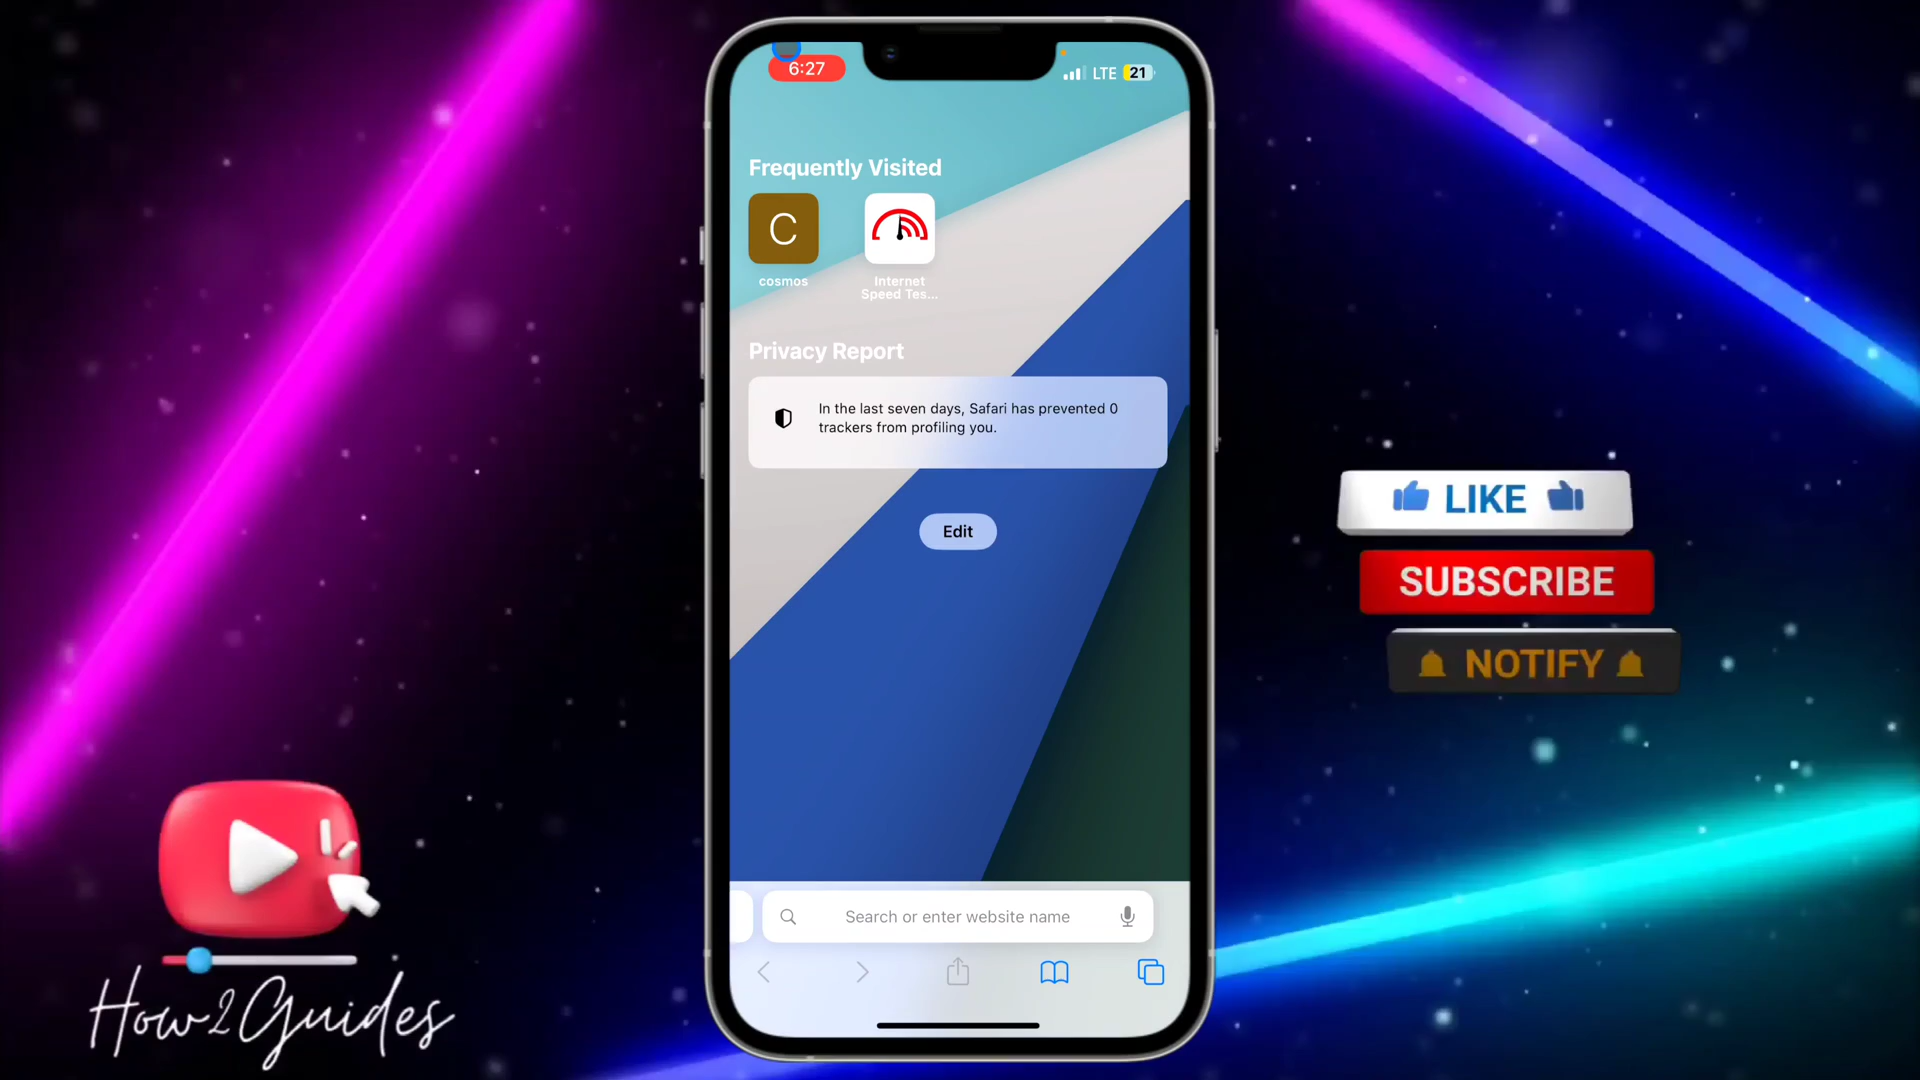 6:27
LTE 21
Frequently Visited
C
cosmos
Internet
Speed Tes...
Privacy Report
In the last seven days, Safari has prevented 0
trackers from profiling you.
Edit
Search or enter website name
LIKE
SUBSCRIBE
NOTIFY
How2Guides